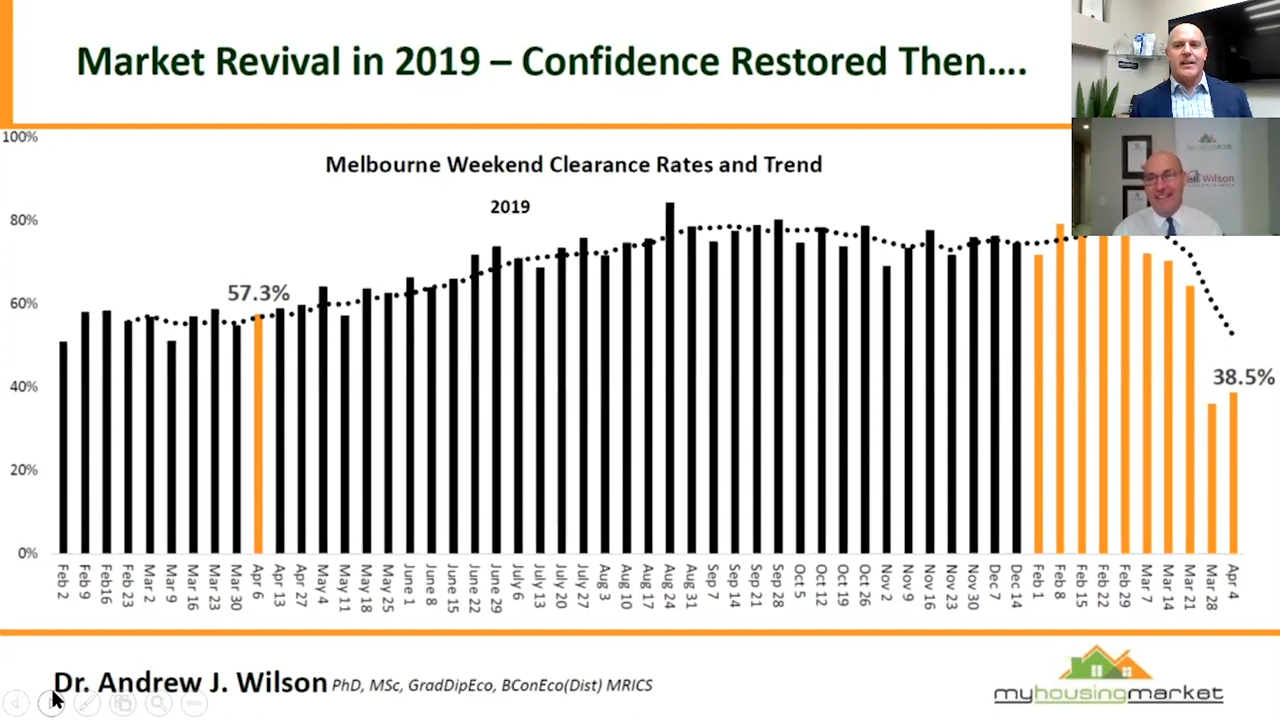 Market Revival in 2019 – Confidence Restored Then....
100%
Melbourne Weekend Clearance Rates and Trend
2019
80%
57.3%
60%
38.5%
40%
20%
0%
Feb 2
Feb 9
Feb16
Feb 23
Mar 2
Mar 9
Mar 16
Mar 23
Mar 30
Apr 6
Apr 13
Apr 27
May 4
May 11
May 18
May 25
June 1
June 8
June 15
June 22
June 29
July 6
July 13
July 20
July 27
Aug 3
Aug 10
Aug 17
Aug 24
Aug 31
Sep 7
Sep 14
Sep 21
Sep 28
Oct 5
Oct 12
Oct 19
Oct 26
Nov 2
Nov 9
Nov 16
Nov 23
Nov 30
Dec 7
Dec 14
Feb 1
Feb 8
Feb 15
Feb 22
Feb 29
Mar 7
Mar 14
Mar 21
Mar 28
Apr 4
Wilson
Dr. Andrew J. Wilson PhD, MSc, GradDipEco, BConEco(Dist) MRICS
myhousingmarket